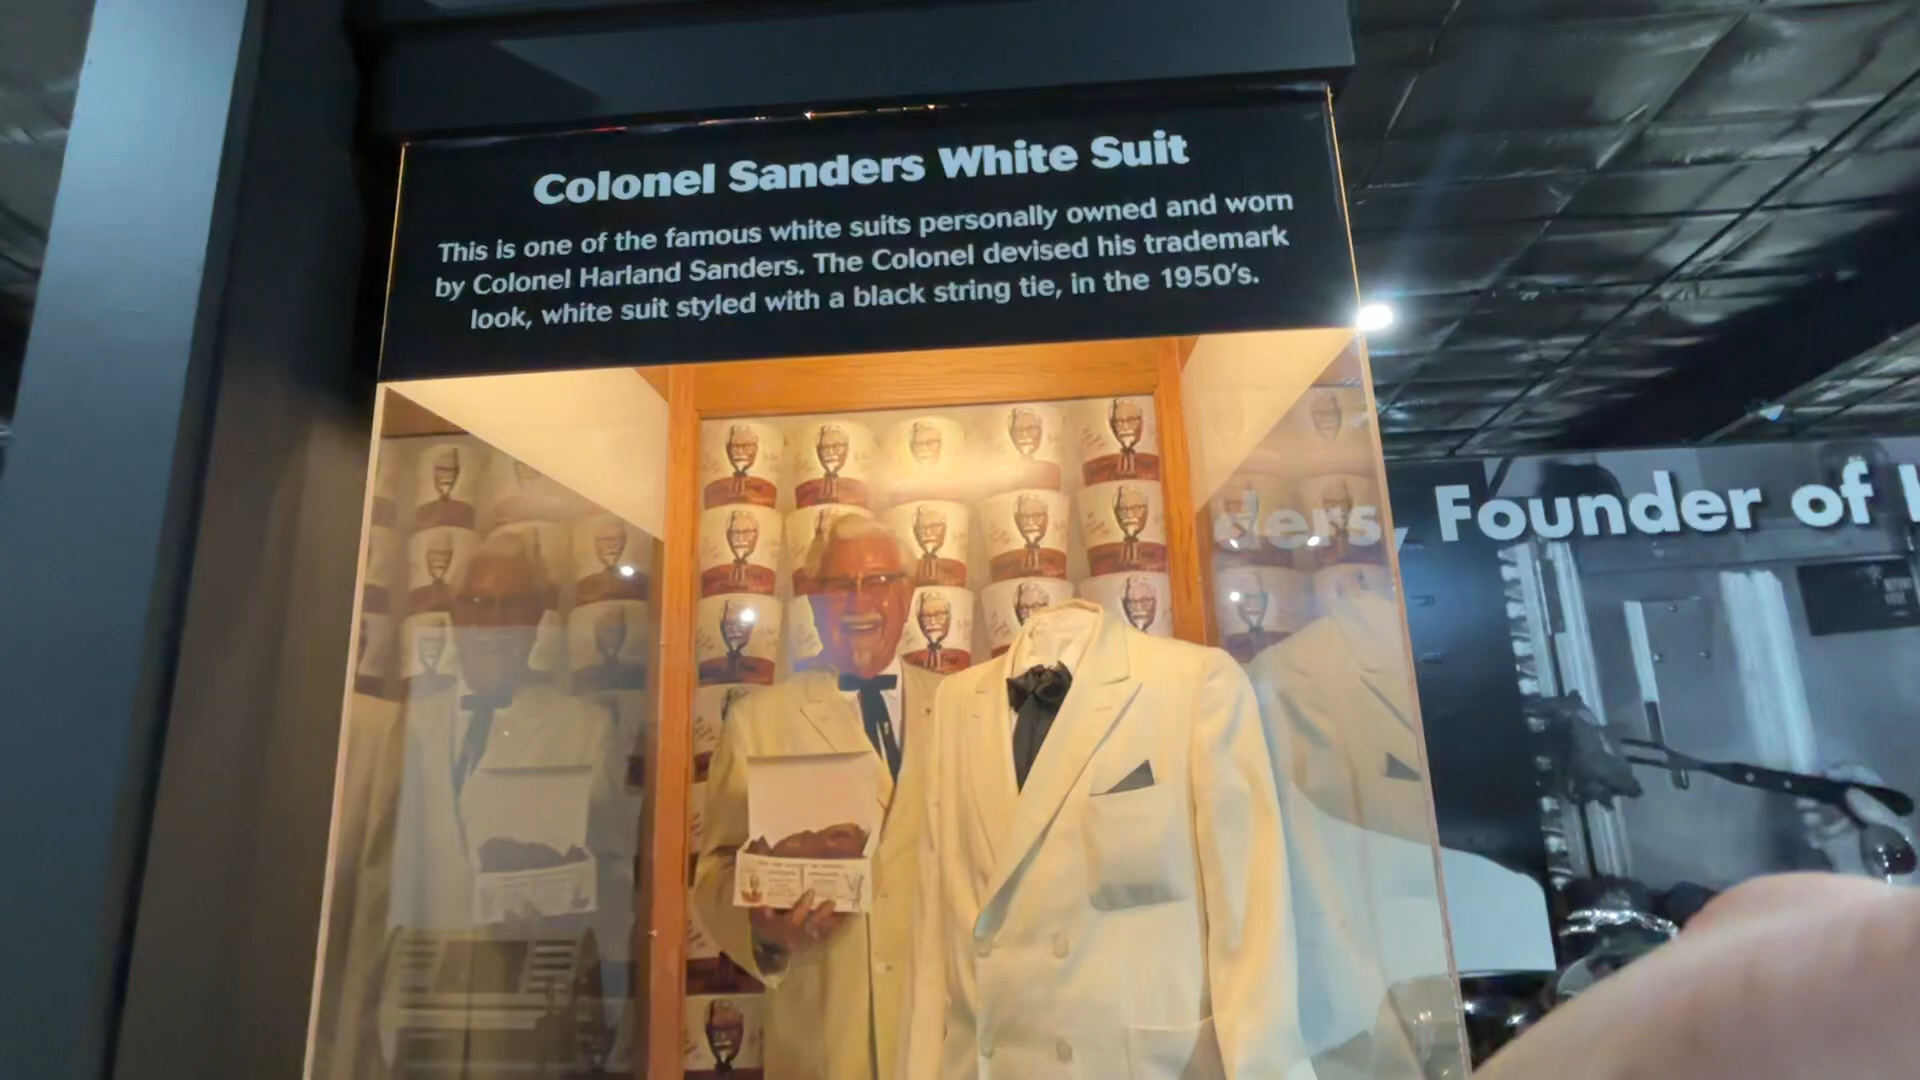 Colonel Sanders White Suit
This is one of the famous white suits personally owned and worn
by Colonel Harland Sanders. The Colonel devised his trademark
look, white suit styled with a black string tie, in the 1950's.
ders, Founder of